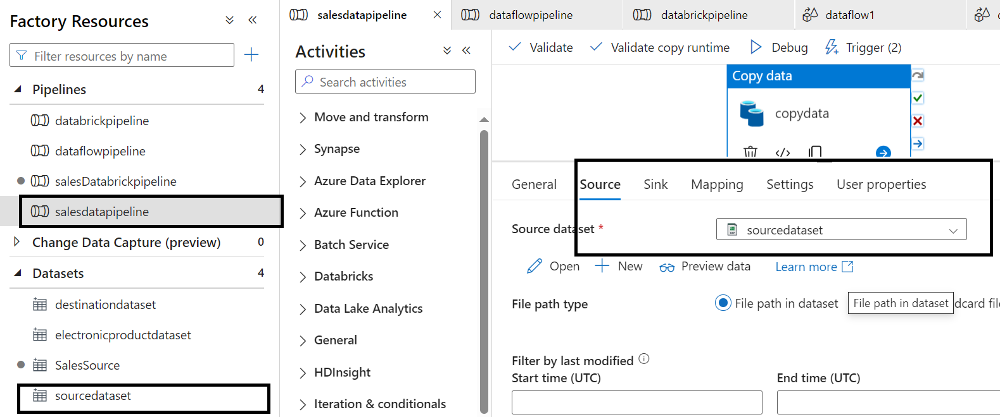 Factory Resources
Filter resources by name
Pipelines 4
databrickpipeline
dataflowpipeline
salesDatabrickpipeline
salesdatapipeline
Change Data Capture (preview) 0
Datasets 4
destinationdataset
electronicproductdataset
SalesSource
sourcedataset
salesdatapipeline
dataflowpipeline
databrickpipeline
dataflow1
Activities
Search activities
Move and transform
Synapse
Azure Data Explorer
Azure Function
Batch Service
Databricks
Data Lake Analytics
General
HDInsight
Iteration & conditionals
Validate Validate copy runtime Debug Trigger (2)
Copy data
copydata
General Source Sink Mapping Settings User properties
Source dataset * sourcedataset
Open New Preview data Learn more
File path type File path in dataset File path in dataset
Filter by last modified
Start time (UTC) End time (UTC)